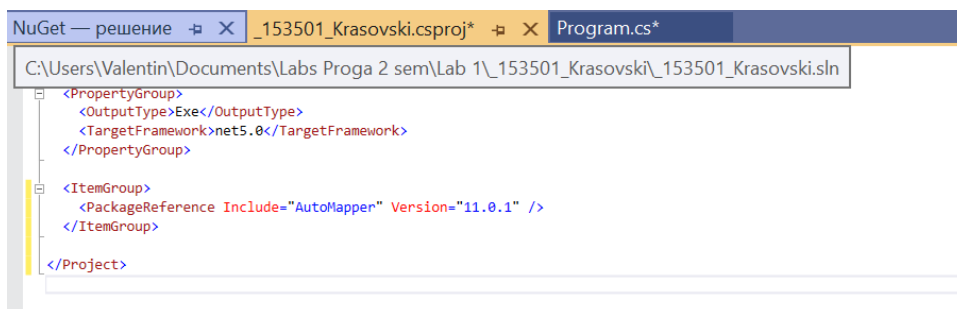 NuGet — решение
_153501_Krasovski.csproj*
Program.cs*
C:\Users\Valentin\Documents\Labs Proga 2 sem\Lab 1\_153501_Krasovski\_153501_Krasovski.sln
<PropertyGroup>
<OutputType>Exe</OutputType>
<TargetFramework>net5.0</TargetFramework>
</PropertyGroup>
<ItemGroup>
<PackageReference Include="AutoMapper" Version="11.0.1" />
</ItemGroup>
</Project>